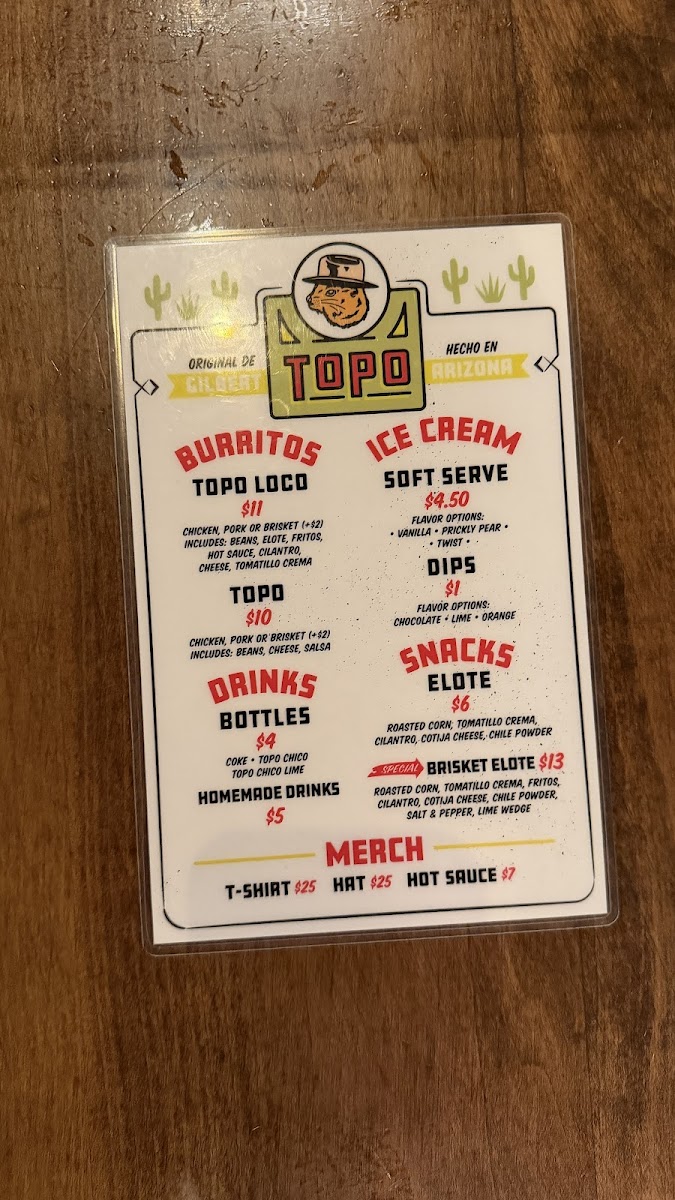 ORIGINAL DE
GILBERT
TOPO
HECHO EN
ARIZONA
BURRITOS
TOPO LOCO
$11
CHICKEN, PORK OR BRISKET (+$2)
INCLUDES: BEANS, ELOTE, FRITOS,
HOT SAUCE, CILANTRO,
CHEESE, TOMATILLO CREMA
TOPO
$10
CHICKEN, PORK OR BRISKET (+$2)
INCLUDES: BEANS, CHEESE, SALSA
DRINKS
BOTTLES
$4
COKE • TOPO CHICO
TOPO CHICO LIME
HOMEMADE DRINKS
$5
ICE CREAM
SOFT SERVE
$4.50
FLAVOR OPTIONS:
• VANILLA • PRICKLY PEAR •
• TWIST •
DIPS
$1
FLAVOR OPTIONS:
CHOCOLATE • LIME • ORANGE
SNACKS
ELOTE
$6
ROASTED CORN, TOMATILLO CREMA,
CILANTRO, COTIJA CHEESE, CHILE POWDER
SPECIAL BRISKET ELOTE $13
ROASTED CORN, TOMATILLO CREMA, FRITOS,
CILANTRO, COTIJA CHEESE, CHILE POWDER,
SALT & PEPPER, LIME WEDGE
MERCH
T-SHIRT $25 HAT $25 HOT SAUCE $7